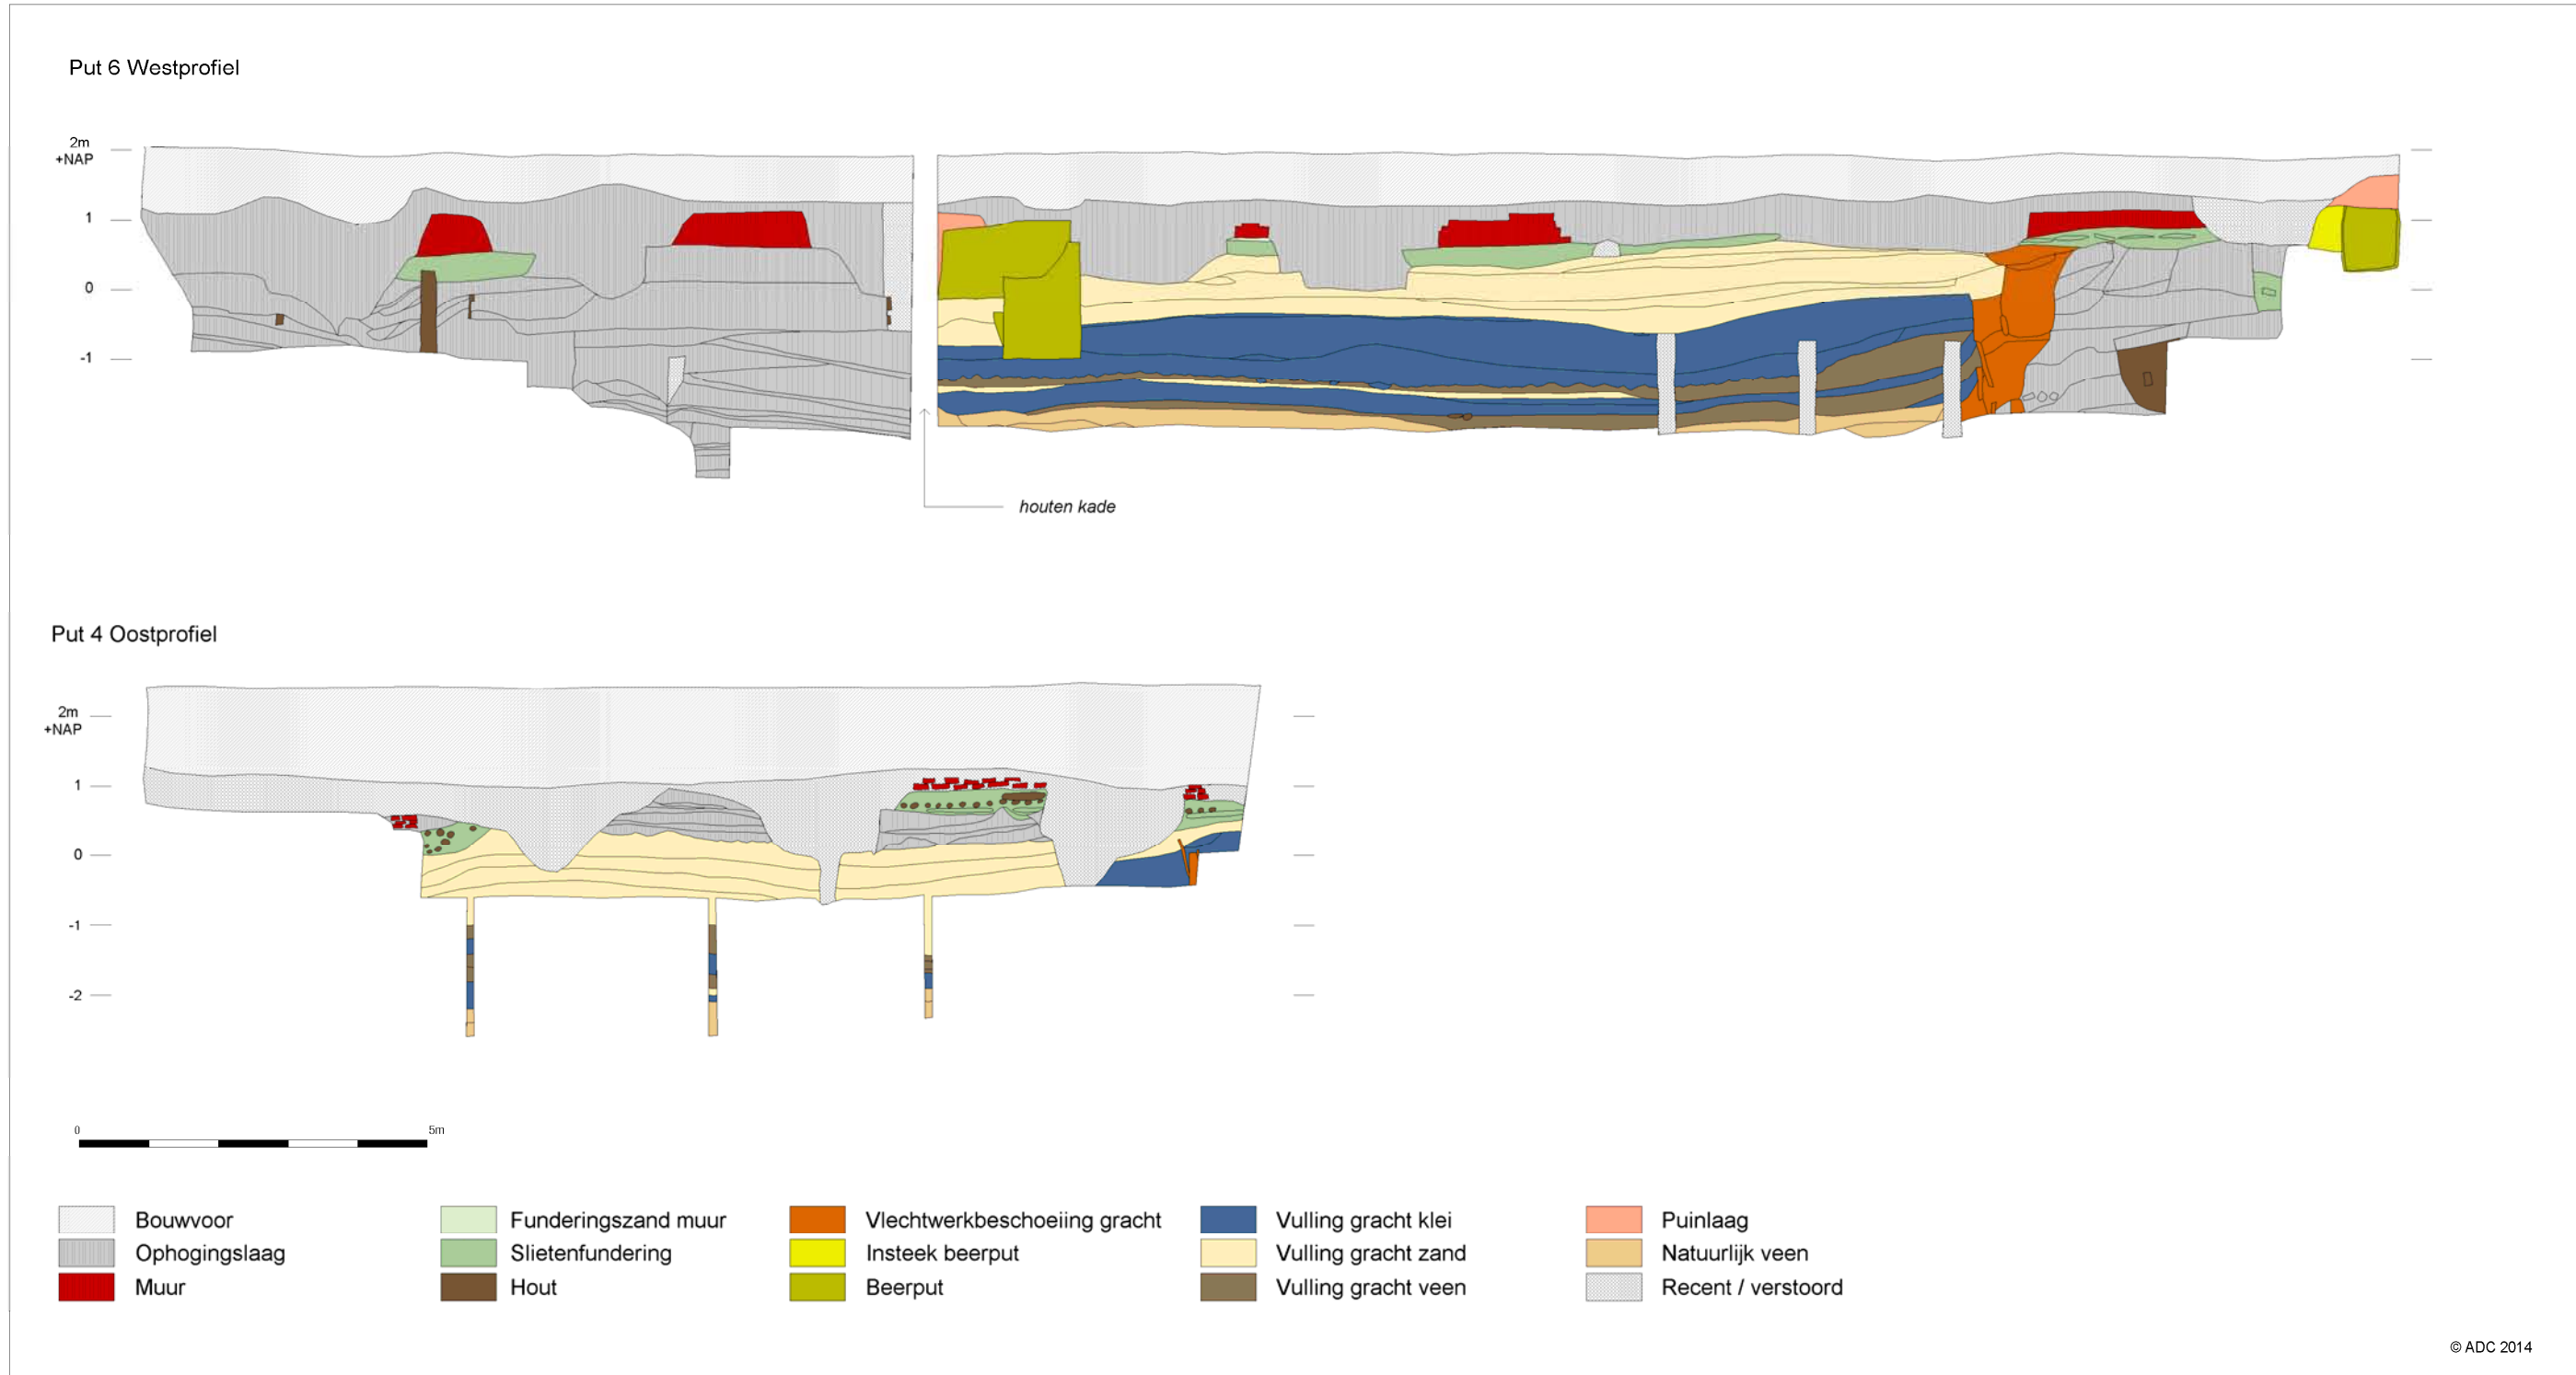 Put 6 Westprofiel
2m
+NAP
1
0
-1
houten kade
Put 4 Oostprofiel
2m
+NAP
1
0
-1
-2
0 5m
Bouwvoor
Ophogingslaag
Muur
Funderingszand muur
Slietenfundering
Hout
Vlechtwerkbeschoeiing gracht
Insteek beerput
Beerput
Vulling gracht klei
Vulling gracht zand
Vulling gracht veen
Puinlaag
Natuurlijk veen
Recent / verstoord
© ADC 2014